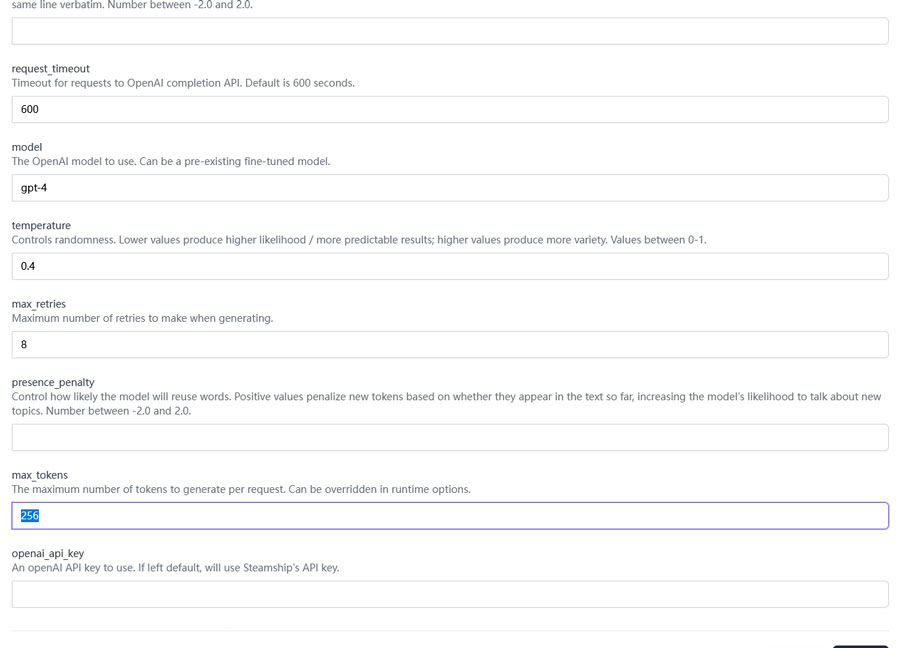 same line verbatim. Number between -2.0 and 2.0.
request_timeout
Timeout for requests to OpenAI completion API. Default is 600 seconds.
600
model
The OpenAI model to use. Can be a pre-existing fine-tuned model.
gpt-4
temperature
Controls randomness. Lower values produce higher likelihood / more predictable results; higher values produce more variety. Values between 0-1.
0.4
max_retries
Maximum number of retries to make when generating.
8
presence_penalty
Control how likely the model will reuse words. Positive values penalize new tokens based on whether they appear in the text so far, increasing the model's likelihood to talk about new
topics. Number between -2.0 and 2.0.
max_tokens
The maximum number of tokens to generate per request. Can be overridden in runtime options.
256
openai_api_key
An openAI API key to use. If left default, will use Steamship's API key.